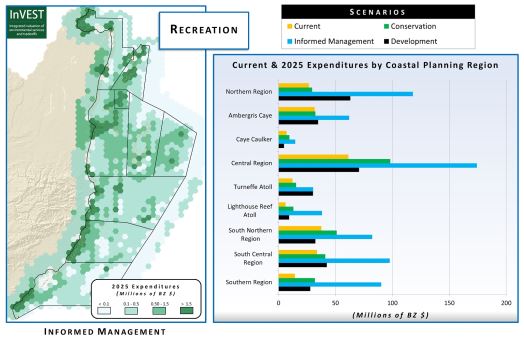 InVEST
integrated valuation of
environmental services
and tradeoffs
RECREATION
SCENARIOS
Current
Conservation
Informed Management
Development
Current & 2025 Expenditures by Coastal Planning Region
Northern Region
Ambergris Caye
Caye Caulker
Central Region
Turneffe Atoll
Lighthouse Reef
Atoll
South Northern
Region
South Central
Region
Southern Region
0
50
100
150
200
(Millions of BZ $)
2025 Expenditures
(Millions of BZ $)
< 0.1
0.1 - 0.5
0.50 - 1.5
> 1.5
INFORMED MANAGEMENT